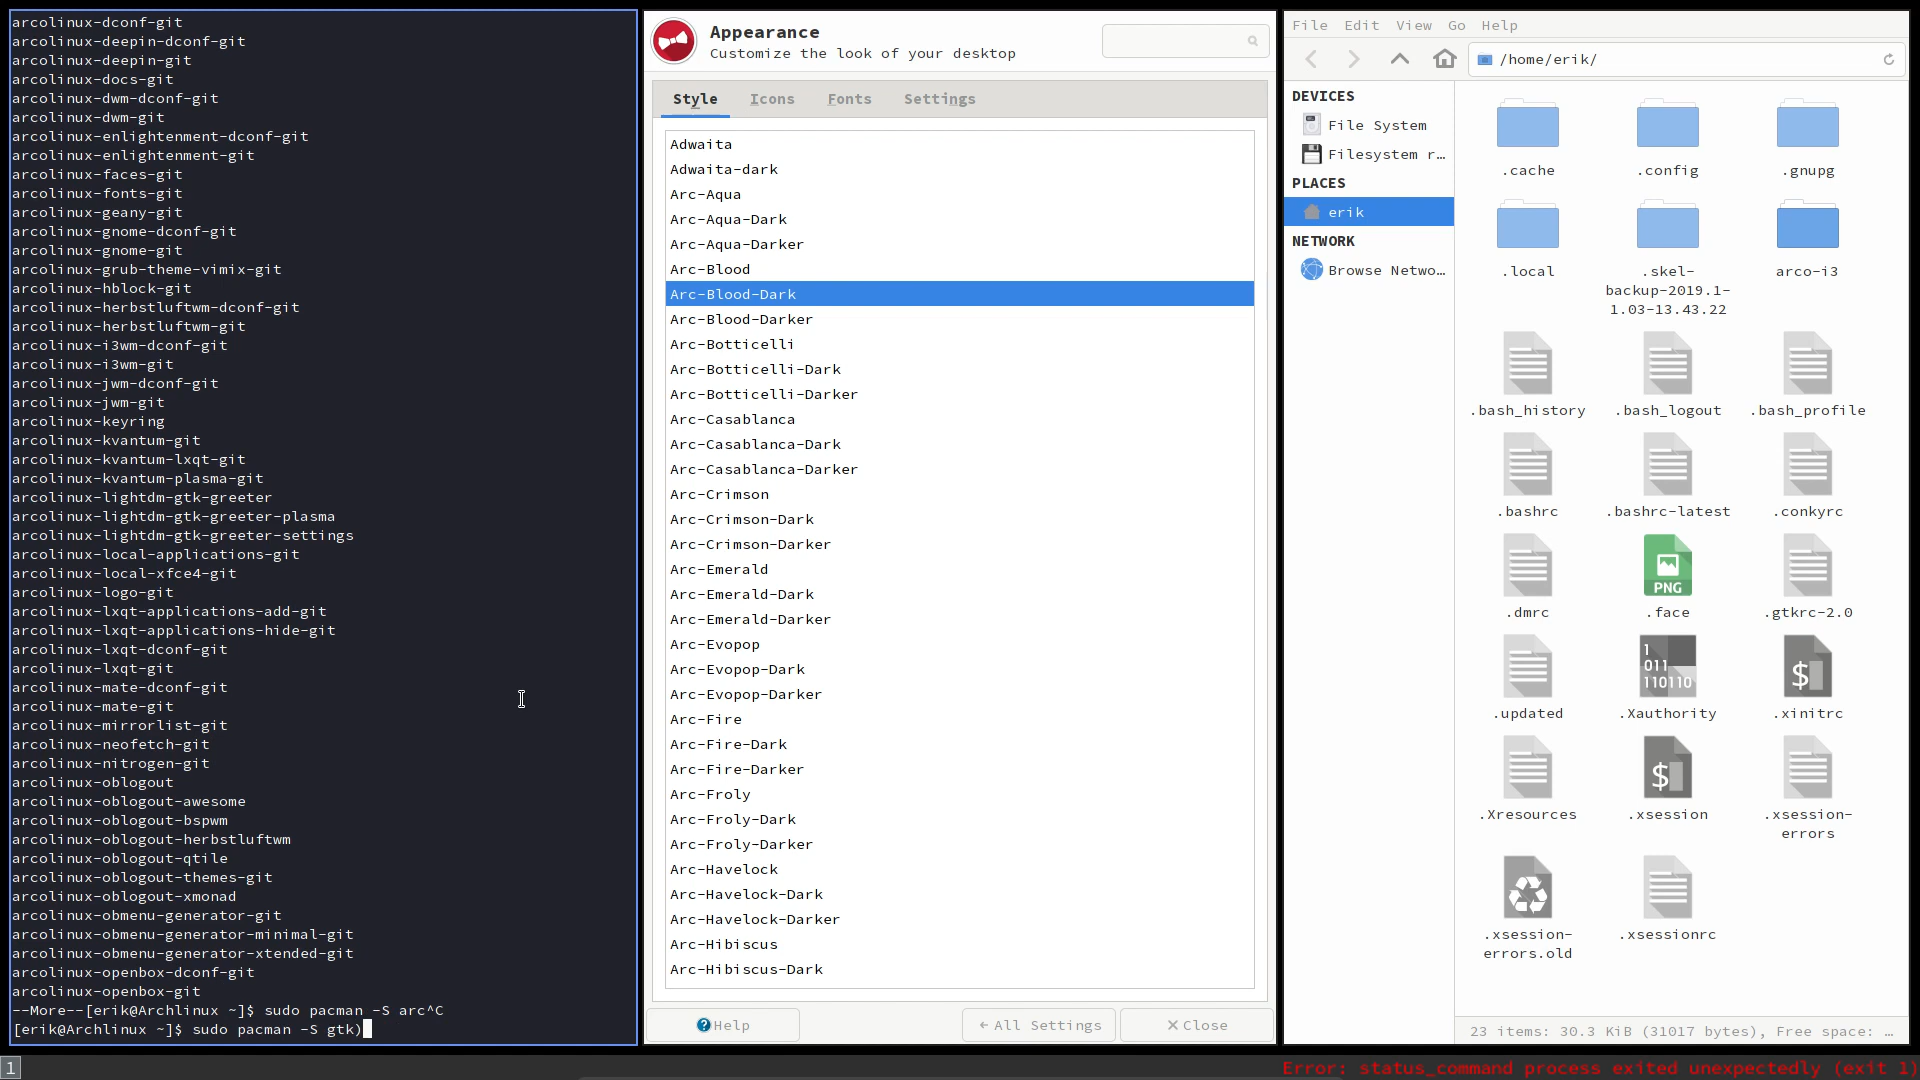 arcolinux-dconf-git
arcolinux-deepin-dconf-git
arcolinux-deepin-git
arcolinux-docs-git
arcolinux-dwm-dconf-git
arcolinux-dwm-git
arcolinux-enlightenment-dconf-git
arcolinux-enlightenment-git
arcolinux-faces-git
arcolinux-fonts-git
arcolinux-geany-git
arcolinux-gnome-dconf-git
arcolinux-gnome-git
arcolinux-grub-theme-vimix-git
arcolinux-hblock-git
arcolinux-herbstluftwm-dconf-git
arcolinux-herbstluftwm-git
arcolinux-i3wm-dconf-git
arcolinux-i3wm-git
arcolinux-jwm-dconf-git
arcolinux-jwm-git
arcolinux-keyring
arcolinux-kvantum-git
arcolinux-kvantum-lxqt-git
arcolinux-kvantum-plasma-git
arcolinux-lightdm-gtk-greeter
arcolinux-lightdm-gtk-greeter-plasma
arcolinux-lightdm-gtk-greeter-settings
arcolinux-local-applications-git
arcolinux-local-xfce4-git
arcolinux-logo-git
arcolinux-lxqt-applications-add-git
arcolinux-lxqt-applications-hide-git
arcolinux-lxqt-dconf-git
arcolinux-lxqt-git
arcolinux-mate-dconf-git
arcolinux-mate-git
arcolinux-mirrorlist-git
arcolinux-neofetch-git
arcolinux-nitrogen-git
arcolinux-oblogout
arcolinux-oblogout-awesome
arcolinux-oblogout-bspwm
arcolinux-oblogout-herbstluftwm
arcolinux-oblogout-qtile
arcolinux-oblogout-themes-git
arcolinux-oblogout-xmonad
arcolinux-obmenu-generator-git
arcolinux-obmenu-generator-minimal-git
arcolinux-obmenu-generator-xtended-git
arcolinux-openbox-dconf-git
arcolinux-openbox-git
--More--[erik@Archlinux ~]$ sudo pacman -S arc^C
[erik@Archlinux ~]$ sudo pacman -S gtk)
Appearance
Customize the look of your desktop
Style Icons Fonts Settings
Adwaita
Adwaita-dark
Arc-Aqua
Arc-Aqua-Dark
Arc-Aqua-Darker
Arc-Blood
Arc-Blood-Dark
Arc-Blood-Darker
Arc-Botticelli
Arc-Botticelli-Dark
Arc-Botticelli-Darker
Arc-Casablanca
Arc-Casablanca-Dark
Arc-Casablanca-Darker
Arc-Crimson
Arc-Crimson-Dark
Arc-Crimson-Darker
Arc-Emerald
Arc-Emerald-Dark
Arc-Emerald-Darker
Arc-Evopop
Arc-Evopop-Dark
Arc-Evopop-Darker
Arc-Fire
Arc-Fire-Dark
Arc-Fire-Darker
Arc-Froly
Arc-Froly-Dark
Arc-Froly-Darker
Arc-Havelock
Arc-Havelock-Dark
Arc-Havelock-Darker
Arc-Hibiscus
Arc-Hibiscus-Dark
Help All Settings Close
File Edit View Go Help
/home/erik/
DEVICES
File System
Filesystem r…
PLACES
erik
NETWORK
Browse Netwo…
.cache .config .gnupg
.local .skel- arco-i3
backup-2019.1-
1.03-13.43.22
.bash_history .bash_logout .bash_profile
.bashrc .bashrc-latest .conkyrc
PNG
.dmrc .face .gtkrc-2.0
1
011
110110
$
.updated .Xauthority .xinitrc
$
.Xresources .xsession .xsession-
errors
.xsession- .xsessionrc
errors.old
23 items: 30.3 KiB (31017 bytes), Free space: …
1
Error: status_command process exited unexpectedly (exit 1)